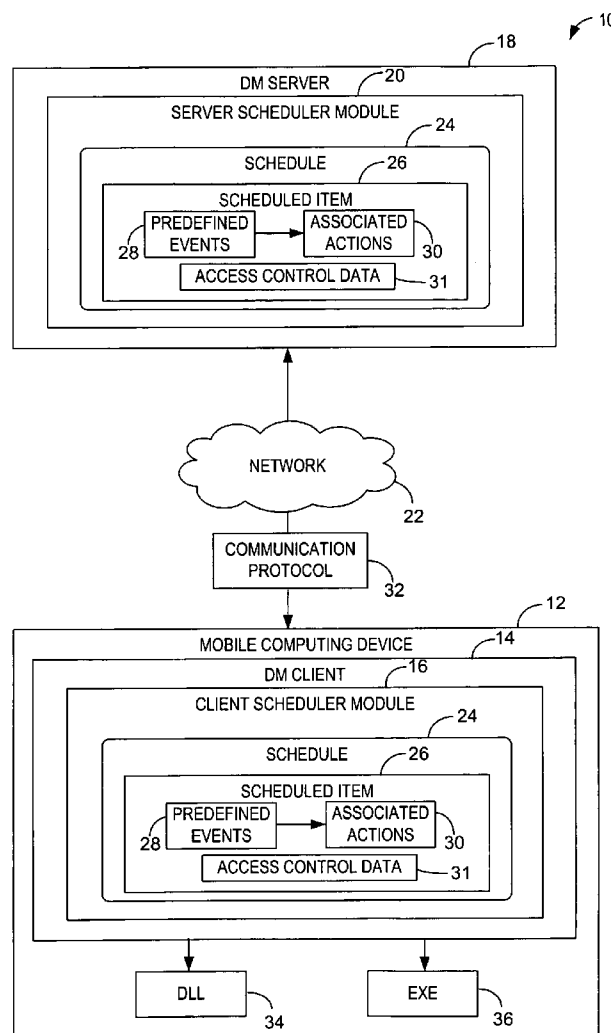 10
18
DM SERVER
20
SERVER SCHEDULER MODULE
24
SCHEDULE
26
SCHEDULED ITEM
PREDEFINED
EVENTS
ASSOCIATED
ACTIONS
28
30
ACCESS CONTROL DATA
31
NETWORK
22
COMMUNICATION
PROTOCOL
32
12
MOBILE COMPUTING DEVICE
14
DM CLIENT
16
CLIENT SCHEDULER MODULE
24
SCHEDULE
26
SCHEDULED ITEM
PREDEFINED
EVENTS
ASSOCIATED
ACTIONS
28
30
ACCESS CONTROL DATA
31
DLL
34
EXE
36